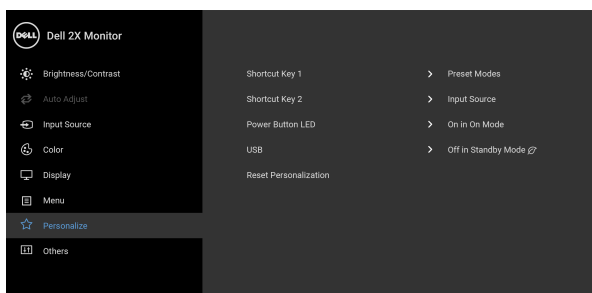 DELL Dell 2X Monitor
Brightness/Contrast
Auto Adjust
Input Source
Color
Display
Menu
Personalize
Others
Shortcut Key 1 > Preset Modes
Shortcut Key 2 > Input Source
Power Button LED > On in On Mode
USB > Off in Standby Mode
Reset Personalization